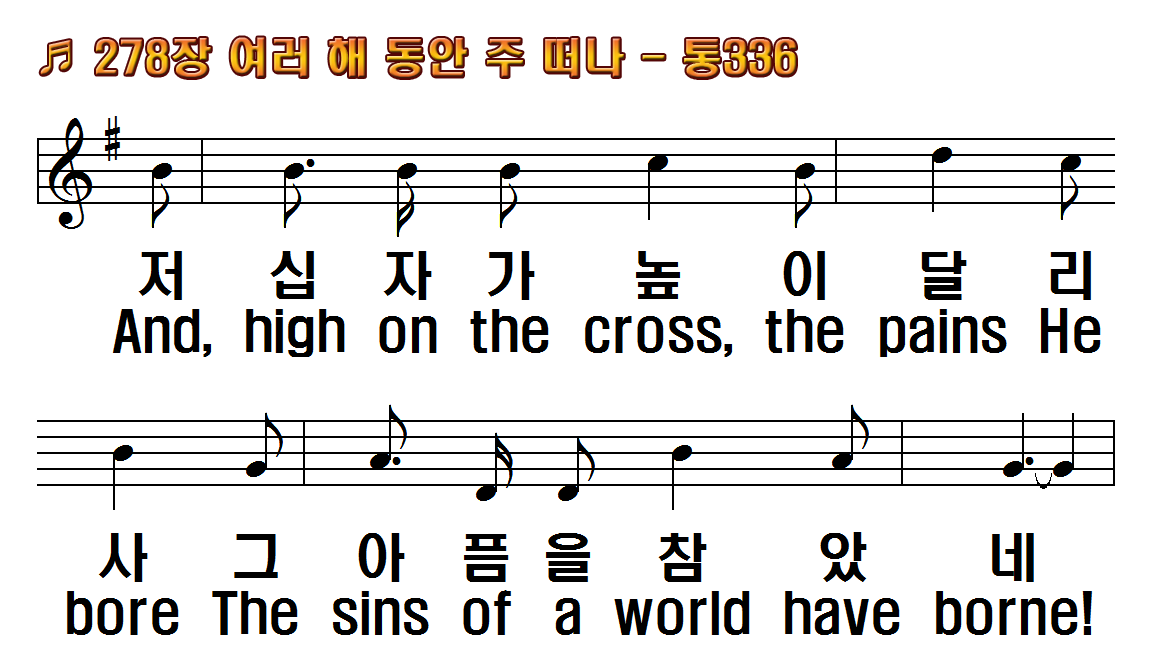 ♬ 278장 여러 해 동안 주 떠나 - 통336
저 십 자 가 높 이 달 리
And, high on the cross, the pains He
사 그 아 픔 을 참 았 네
bore The sins of a world have borne!